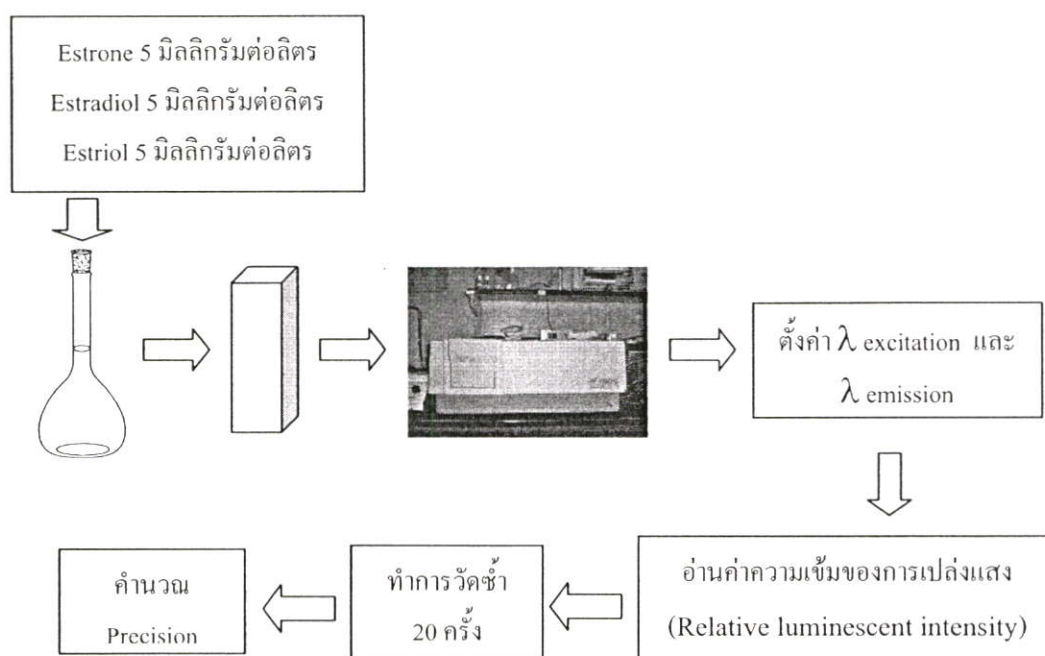 Estrone 5 มิลลิกรัมต่อลิตร
Estradiol 5 มิลลิกรัมต่อลิตร
Estriol 5 มิลลิกรัมต่อลิตร
ตั้งค่า λ excitation และ
λ emission
อ่านค่าความเข้มของการเปล่งแสง
(Relative luminescent intensity)
ทำการวัดซ้ำ
20 ครั้ง
คำนวณ
Precision